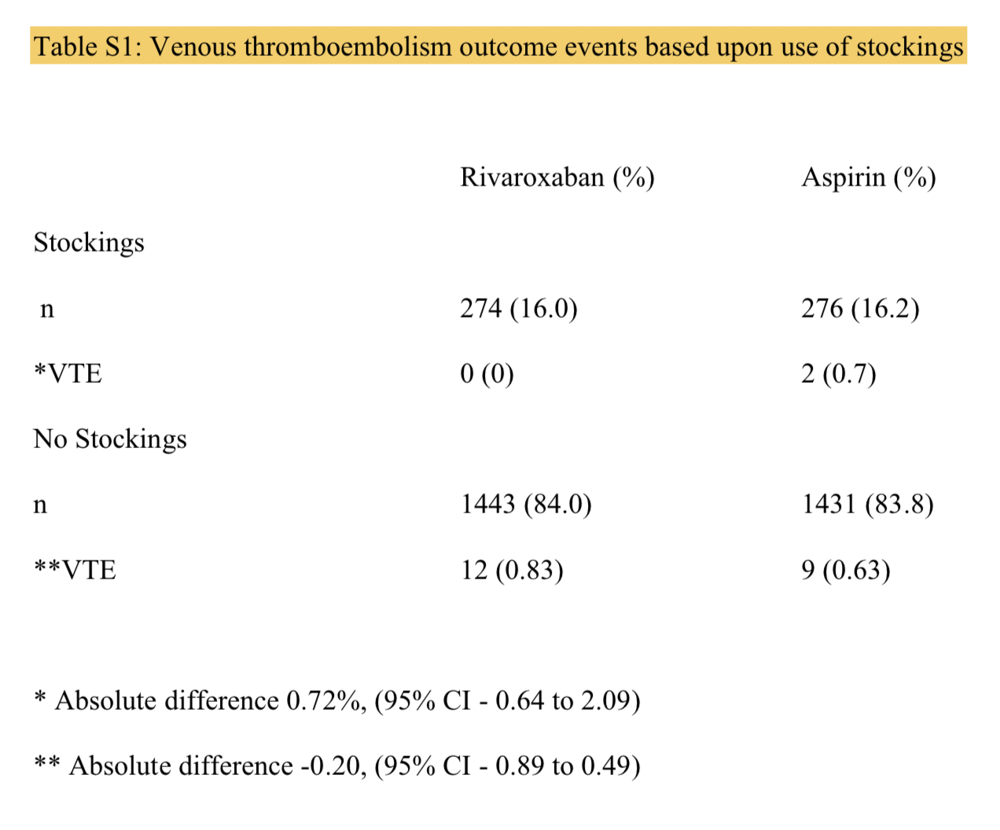 Table S1: Venous thromboembolism outcome events based upon use of stockings
Rivaroxaban (%) Aspirin (%)
Stockings
n 274 (16.0) 276 (16.2)
*VTE 0 (0) 2 (0.7)
No Stockings
n 1443 (84.0) 1431 (83.8)
**VTE 12 (0.83) 9 (0.63)
* Absolute difference 0.72%, (95% CI - 0.64 to 2.09)
** Absolute difference -0.20, (95% CI - 0.89 to 0.49)